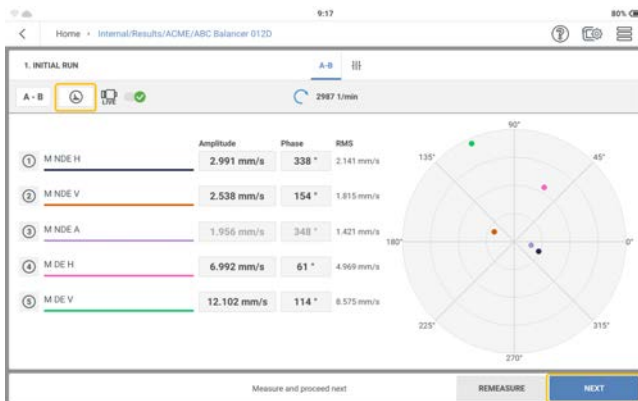 9:17
80%
Home › Internal/Results/ACME/ABC Balancer 012D
1. INITIAL RUN
A-B
A - B
LIVE
2987 1/min
Amplitude Phase RMS
1 M NDE H 2.991 mm/s 338 ° 2.141 mm/s
2 M NDE V 2.538 mm/s 154 ° 1.815 mm/s
3 M NDE A 1.956 mm/s 348 ° 1.421 mm/s
4 M DE H 6.992 mm/s 61 ° 4.969 mm/s
5 M DE V 12.102 mm/s 114 ° 8.575 mm/s
90°
135° 45°
180° 0°
225° 315°
270°
Measure and proceed next
REMEASURE
NEXT